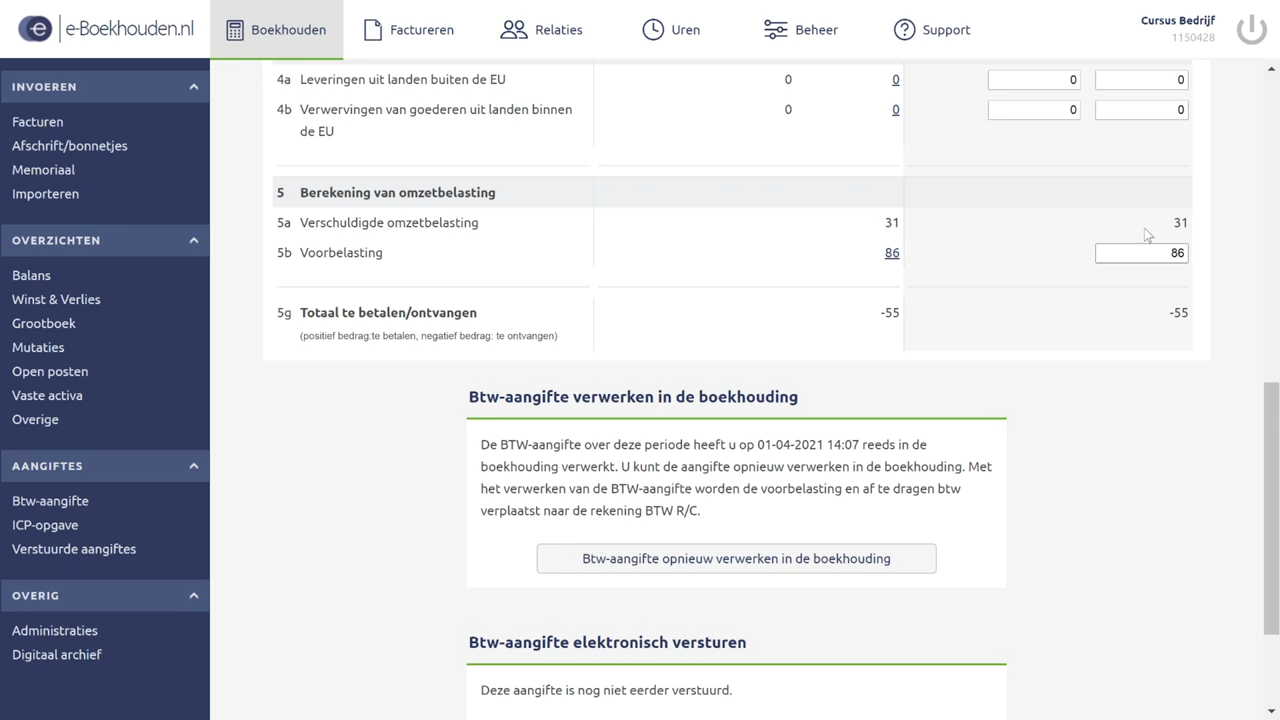 e-Boekhouden.nl
Boekhouden
Factureren
Relaties
Uren
Beheer
Support
Cursus Bedrijf
1150428
INVOEREN
Facturen
Afschrift/bonnetjes
Memoriaal
Importeren
OVERZICHTEN
Balans
Winst & Verlies
Grootboek
Mutaties
Open posten
Vaste activa
Overige
AANGIFTES
Btw-aangifte
ICP-opgave
Verstuurde aangiftes
OVERIG
Administraties
Digitaal archief
4a Leveringen uit landen buiten de EU 0 0 0 0
4b Verwervingen van goederen uit landen binnen 0 0 0 0
de EU
5 Berekening van omzetbelasting
5a Verschuldigde omzetbelasting 31 31
5b Voorbelasting 86 86
5g Totaal te betalen/ontvangen -55 -55
(positief bedrag:te betalen, negatief bedrag: te ontvangen)
Btw-aangifte verwerken in de boekhouding
De BTW-aangifte over deze periode heeft u op 01-04-2021 14:07 reeds in de
boekhouding verwerkt. U kunt de aangifte opnieuw verwerken in de boekhouding. Met
het verwerken van de BTW-aangifte worden de voorbelasting en af te dragen btw
verplaatst naar de rekening BTW R/C.
Btw-aangifte opnieuw verwerken in de boekhouding
Btw-aangifte elektronisch versturen
Deze aangifte is nog niet eerder verstuurd.